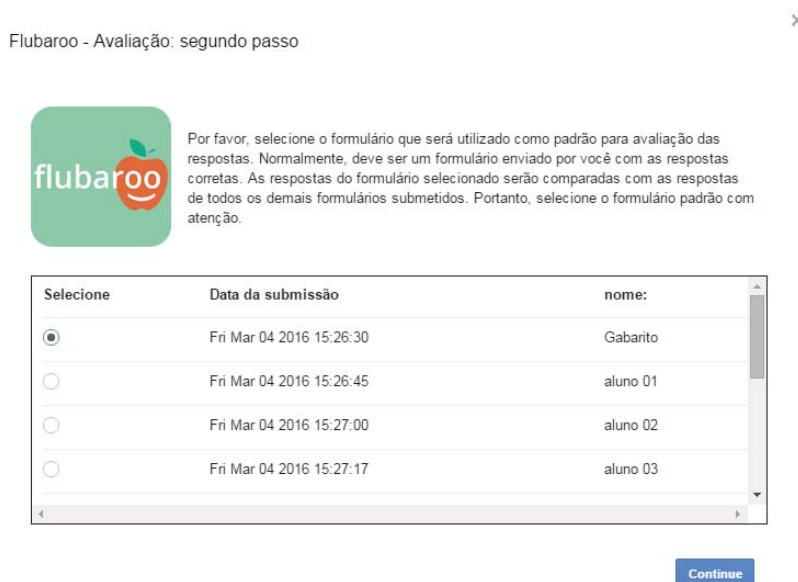 Flubaroo - Avaliação: segundo passo
flubaroo
Por favor, selecione o formulário que será utilizado como padrão para avaliação das
respostas. Normalmente, deve ser um formulário enviado por você com as respostas
corretas. As respostas do formulário selecionado serão comparadas com as respostas
de todos os demais formulários submetidos. Portanto, selecione o formulário padrão com
atenção.
Selecione Data da submissão nome:
Fri Mar 04 2016 15:26:30 Gabarito
Fri Mar 04 2016 15:26:45 aluno 01
Fri Mar 04 2016 15:27:00 aluno 02
Fri Mar 04 2016 15:27:17 aluno 03
Continue